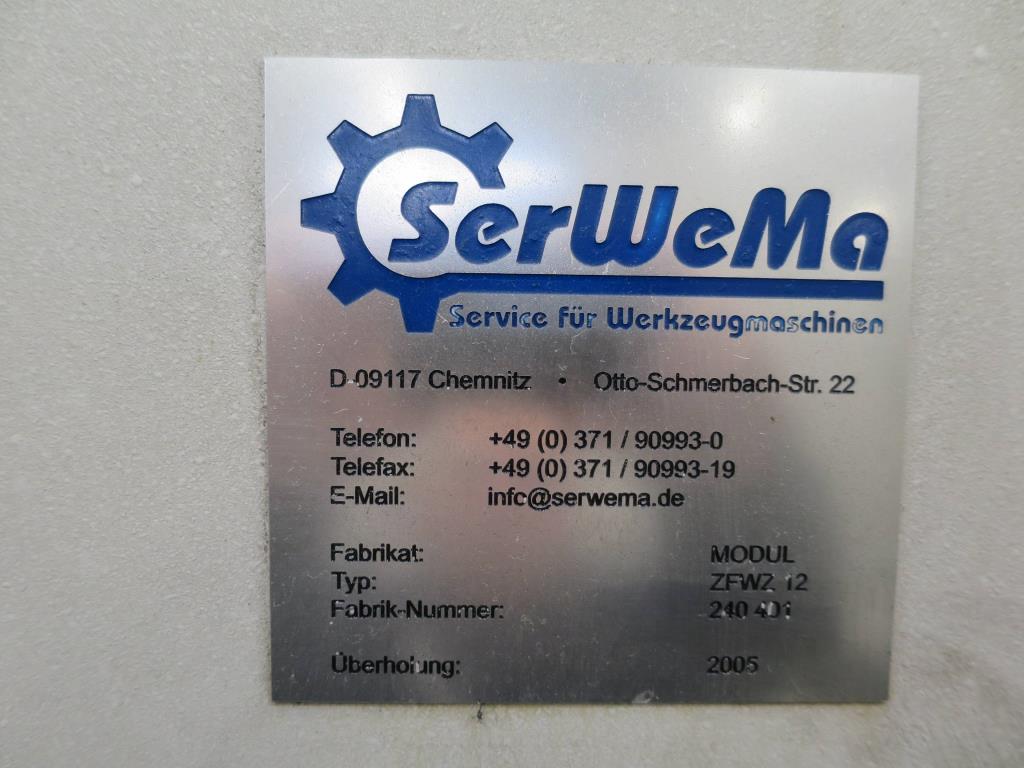 SerWeMa
Service für Werkzeugmaschinen
D-09117 Chemnitz • Otto-Schmerbach-Str. 22
Telefon: +49 (0) 371 / 90993-0
Telefax: +49 (0) 371 / 90993-19
E-Mail: info@serwema.de
Fabrikat: MODUL
Typ: ZFWZ 12
Fabrik-Nummer: 240 401
Überholung: 2005